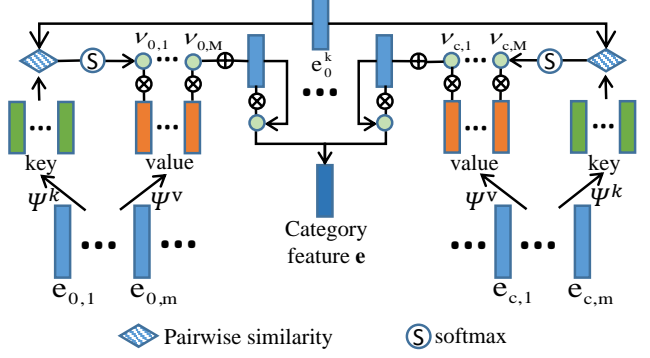 ν0,1 ... ν0,M
e0k
νc,1 ... νc,M
S
S
...
... ... ... ...
key value value key
Ψk Ψv Ψv Ψk
... ... ... ...
Category
feature e
e0,1 e0,m ec,1 ec,m
Pairwise similarity S softmax